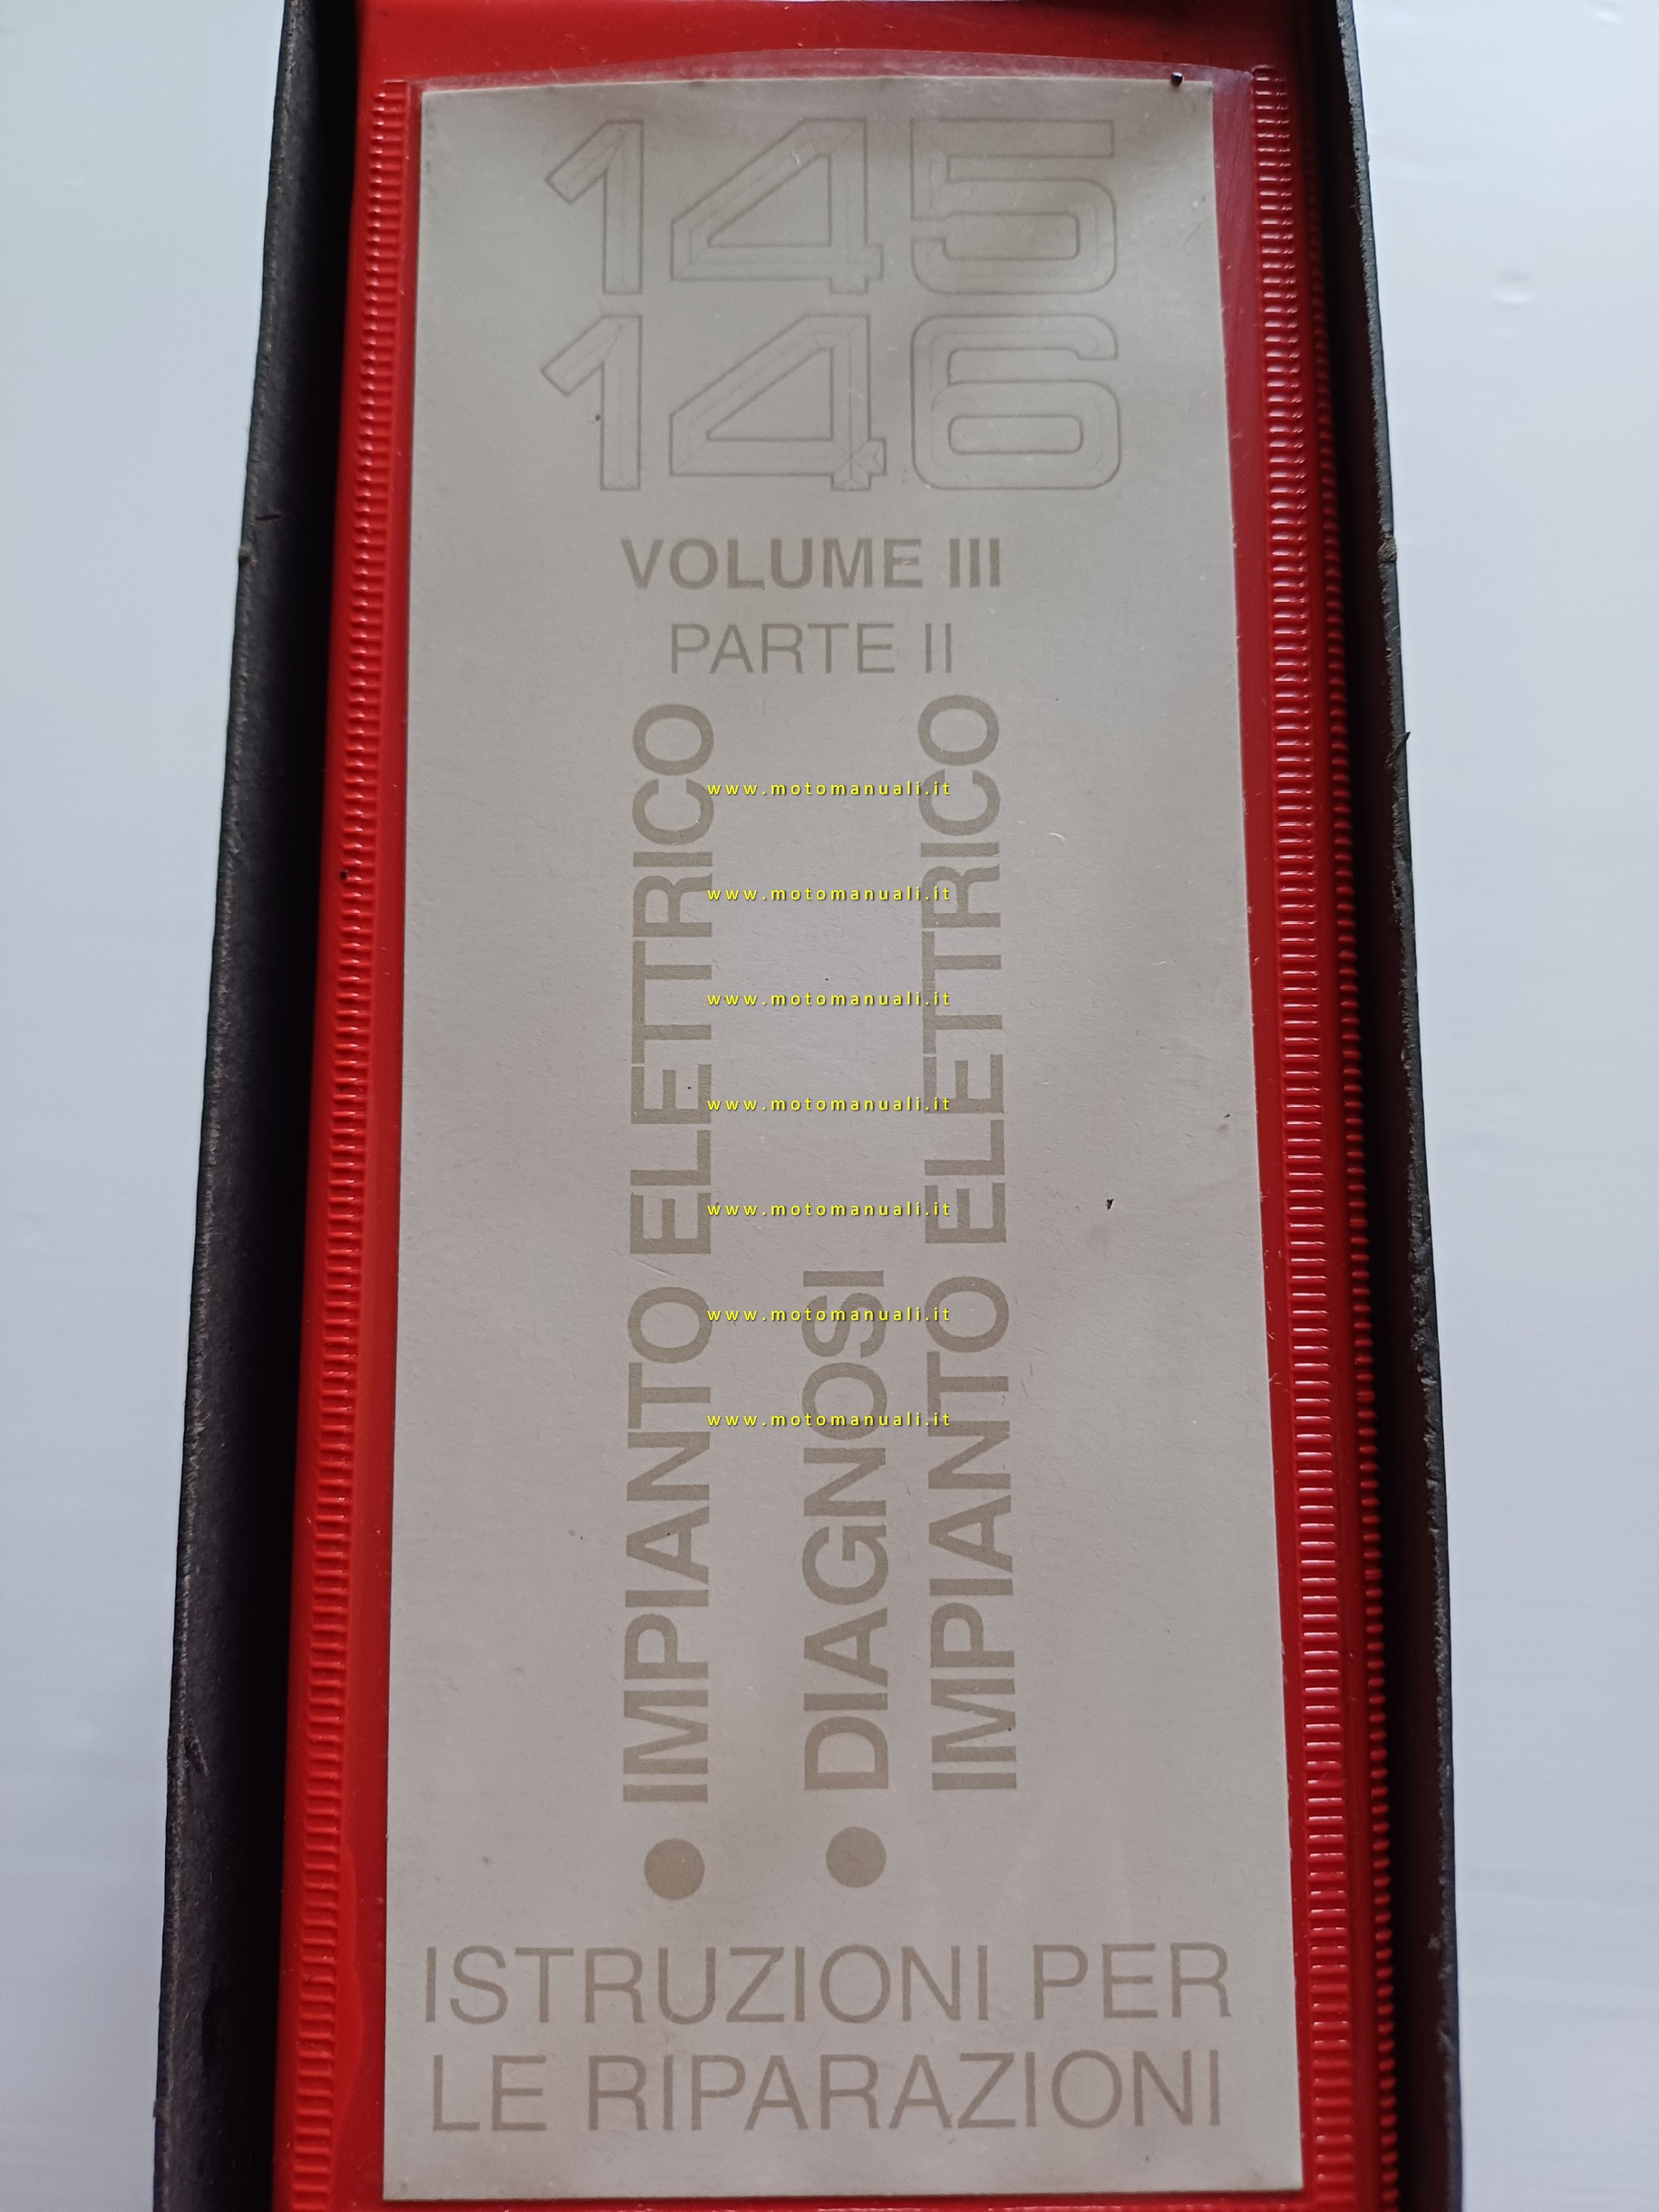 145
146
VOLUME III
PARTE II
● IMPIANTO ELETTRICO
● DIAGNOSI
IMPIANTO ELETTRICO
www.motomanuali.it
www.motomanuali.it
www.motomanuali.it
www.motomanuali.it
www.motomanuali.it
www.motomanuali.it
www.motomanuali.it
ISTRUZIONI PER
LE RIPARAZIONI